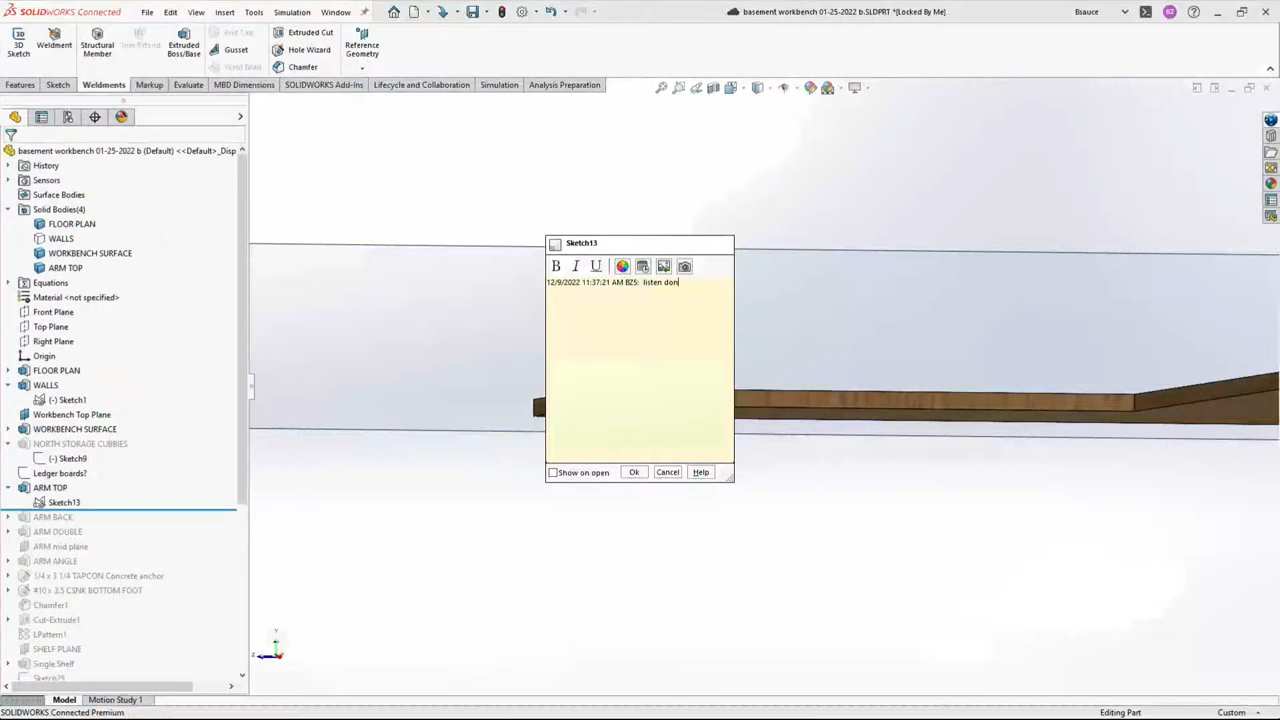 SOLIDWORKS Connected File Edit View Insert Tools Simulation Window basement workbench 01-25-2022 b.SLDPRT *[Locked By Me] Bsauce BZ
3D Sketch Weldment Structural Member Trim/Extend Extruded Boss/Base End Cap Gusset Weld Bead Extruded Cut Hole Wizard Chamfer Reference Geometry
Features Sketch Weldments Markup Evaluate MBD Dimensions SOLIDWORKS Add-Ins Lifecycle and Collaboration Simulation Analysis Preparation
basement workbench 01-25-2022 b (Default) <<Default>_Disp
History
Sensors
Surface Bodies
Solid Bodies(4)
FLOOR PLAN
WALLS
WORKBENCH SURFACE
ARM TOP
Equations
Material <not specified>
Front Plane
Top Plane
Right Plane
Origin
FLOOR PLAN
WALLS
(-) Sketch1
Workbench Top Plane
WORKBENCH SURFACE
NORTH STORAGE CUBBIES
(-) Sketch9
Ledger boards?
ARM TOP
Sketch13
ARM BACK
ARM DOUBLE
ARM mid plane
ARM ANGLE
1/4 x 3 1/4 TAPCON Concrete anchor
#10 x 3.5 CSNK BOTTOM FOOT
Chamfer1
Cut-Extrude1
LPattern1
SHELF PLANE
Single Shelf
Sketch13
B I U
12/9/2022 11:37:21 AM BZS: listen don
Show on open Ok Cancel Help
Y
Z
Model Motion Study 1
SOLIDWORKS Connected Premium Editing Part Custom